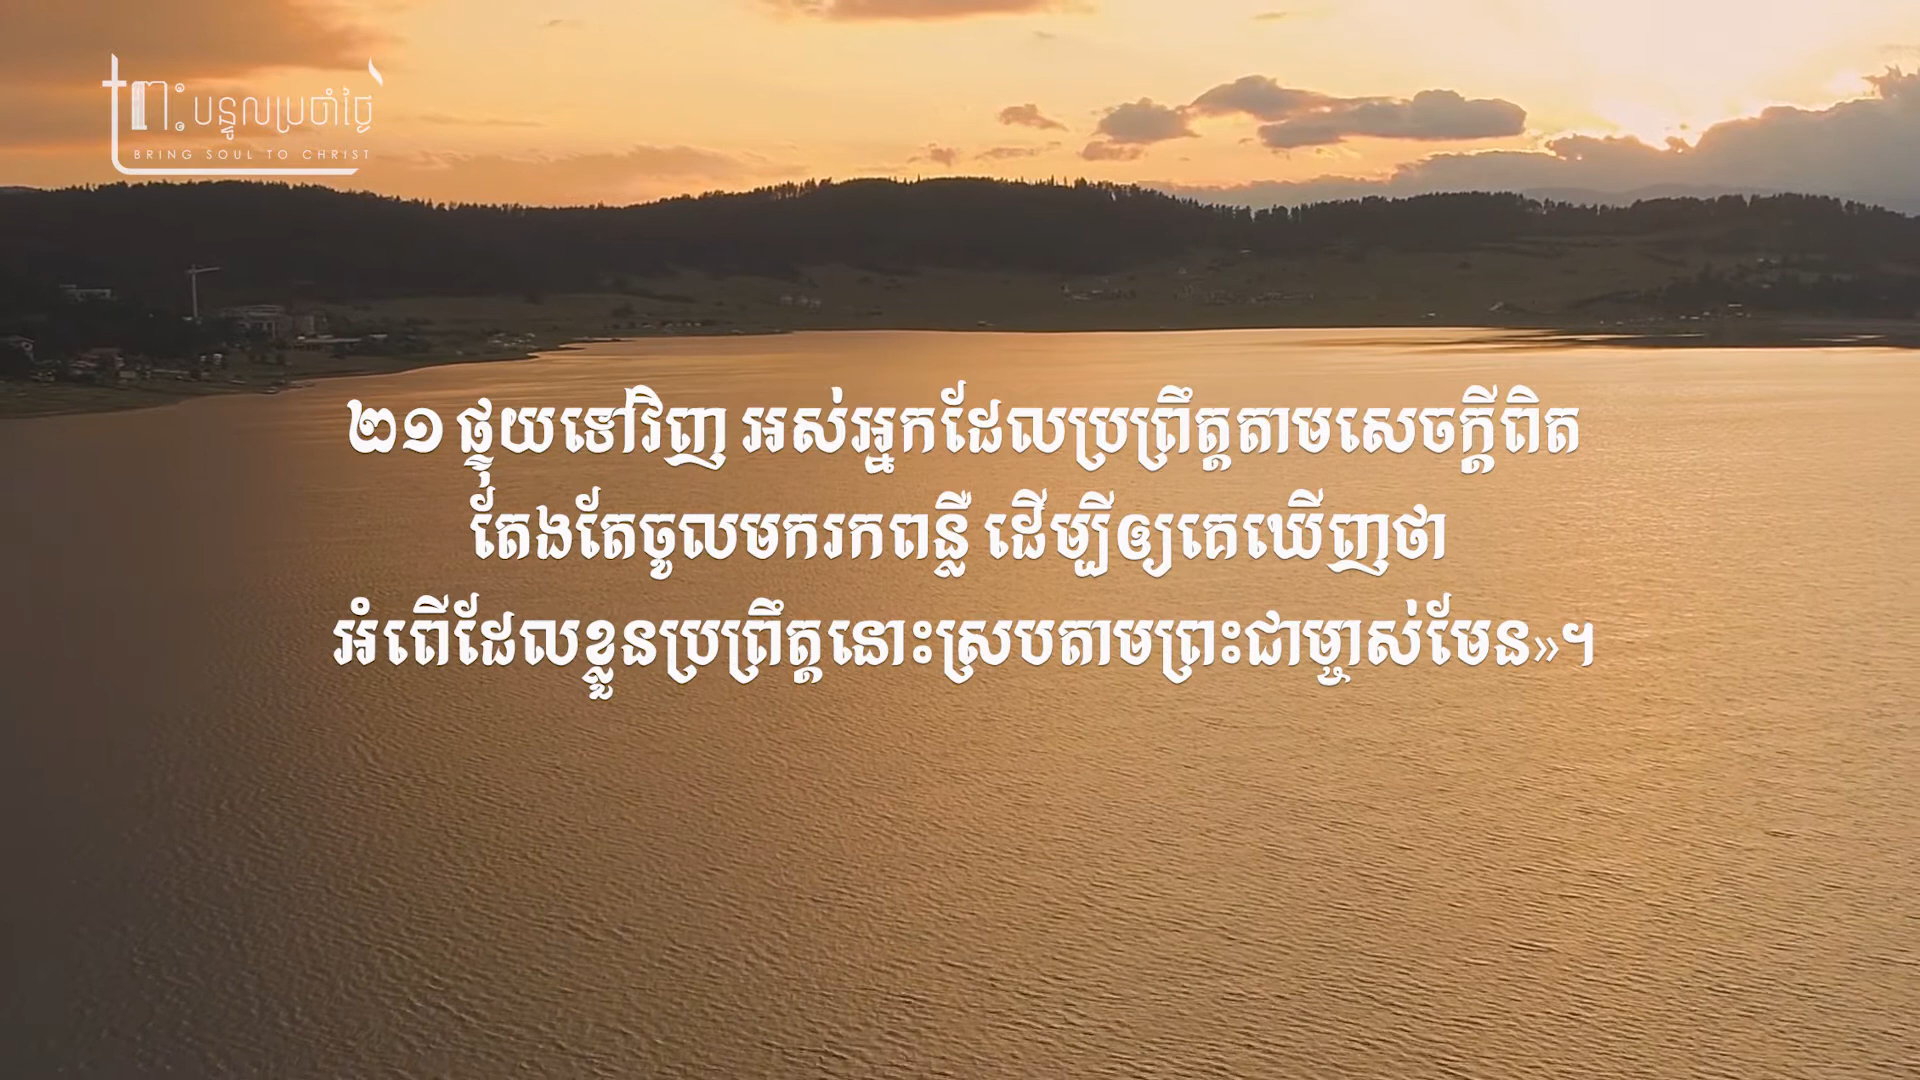 ព្រះបន្ទូលប្រចាំថ្ងៃ
BRING SOUL TO CHRIST
២១ ផ្ទុយទៅវិញ អស់អ្នកដែលប្រព្រឹត្តតាមសេចក្ដីពិត
តែងតែចូលមករកពន្លឺ ដើម្បីឲ្យគេឃើញថា
អំពើដែលខ្លួនប្រព្រឹត្តនោះស្របតាមព្រះជាម្ចាស់មែន»។